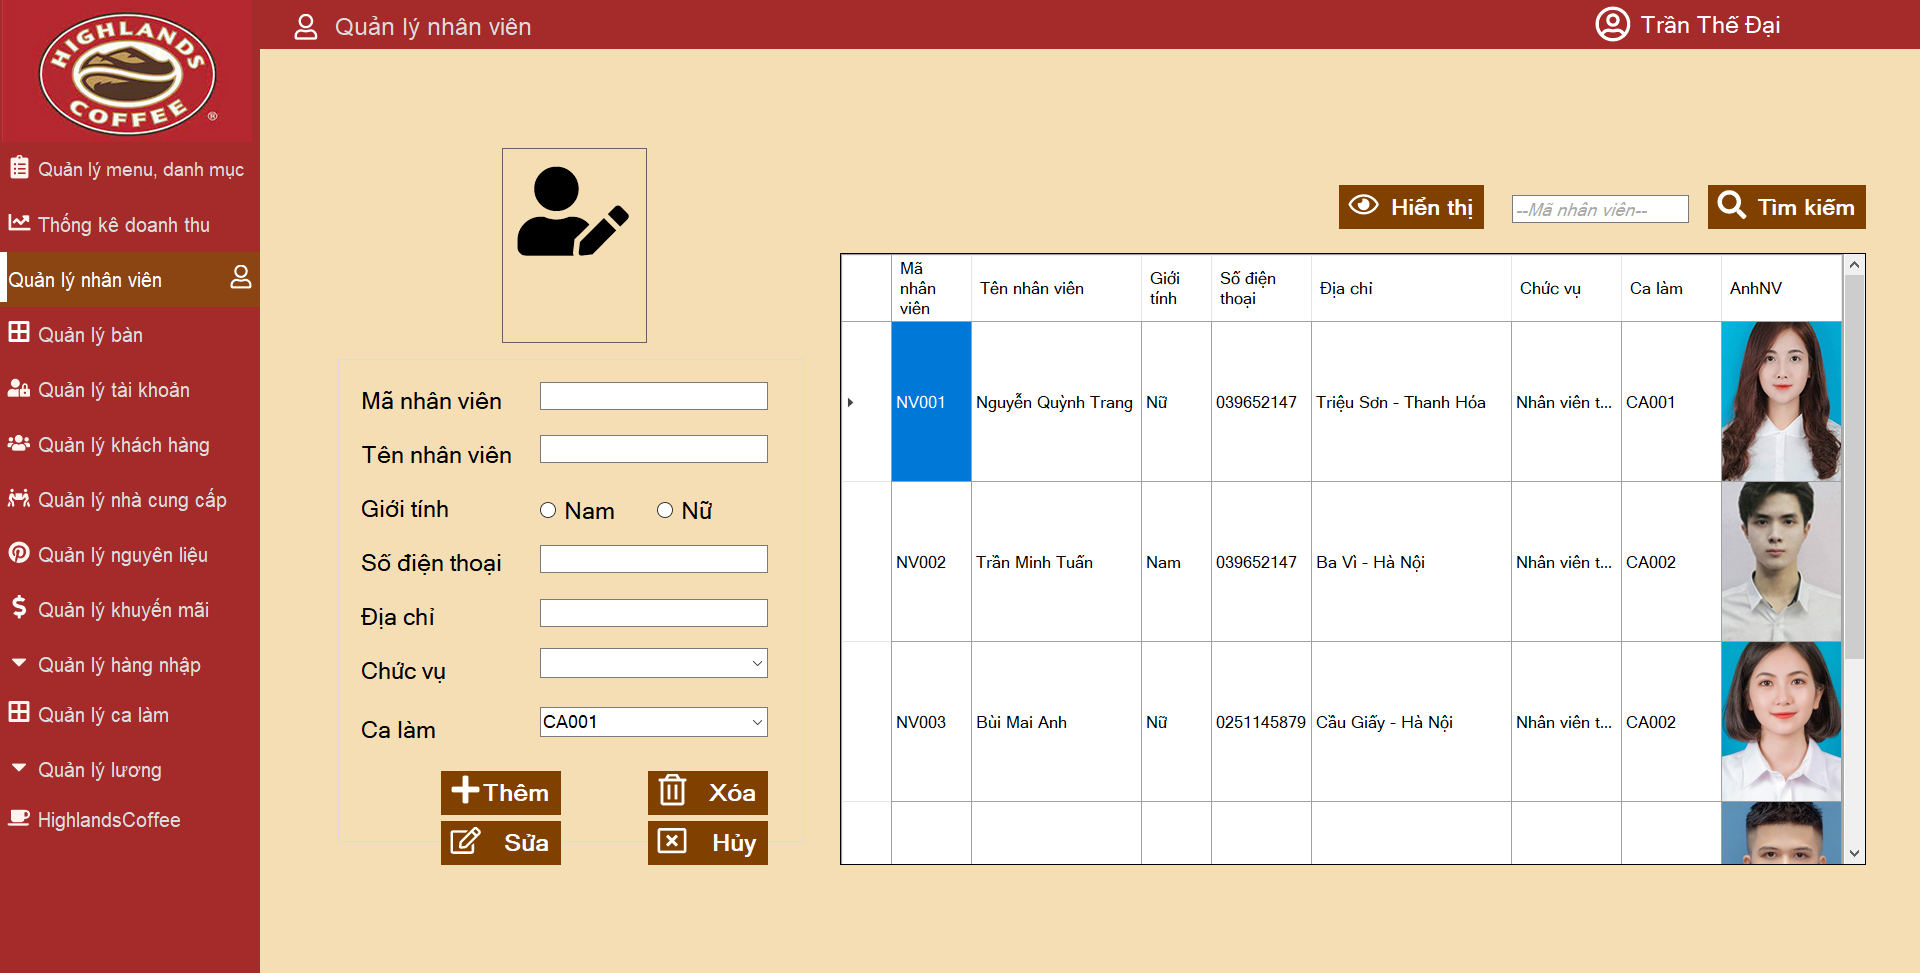 HIGHLANDS
COFFEE
®
Quản lý nhân viên
Trần Thế Đại
Quản lý menu, danh mục
Thống kê doanh thu
Quản lý nhân viên
Quản lý bàn
Quản lý tài khoản
Quản lý khách hàng
Quản lý nhà cung cấp
Quản lý nguyên liệu
Quản lý khuyến mãi
Quản lý hàng nhập
Quản lý ca làm
Quản lý lương
HighlandsCoffee
Mã nhân viên
Tên nhân viên
Giới tính
Nam
Nữ
Số điện thoại
Địa chỉ
Chức vụ
Ca làm
CA001
Thêm
Xóa
Sửa
Hủy
Hiển thị
--Mã nhân viên--
Tìm kiếm
Mã nhân viên Tên nhân viên Giới tính Số điện thoại Địa chỉ Chức vụ Ca làm AnhNV
NV001 Nguyễn Quỳnh Trang Nữ 039652147 Triệu Sơn - Thanh Hóa Nhân viên t... CA001
NV002 Trần Minh Tuấn Nam 039652147 Ba Vì - Hà Nội Nhân viên t... CA002
NV003 Bùi Mai Anh Nữ 0251145879 Cầu Giấy - Hà Nội Nhân viên t... CA002